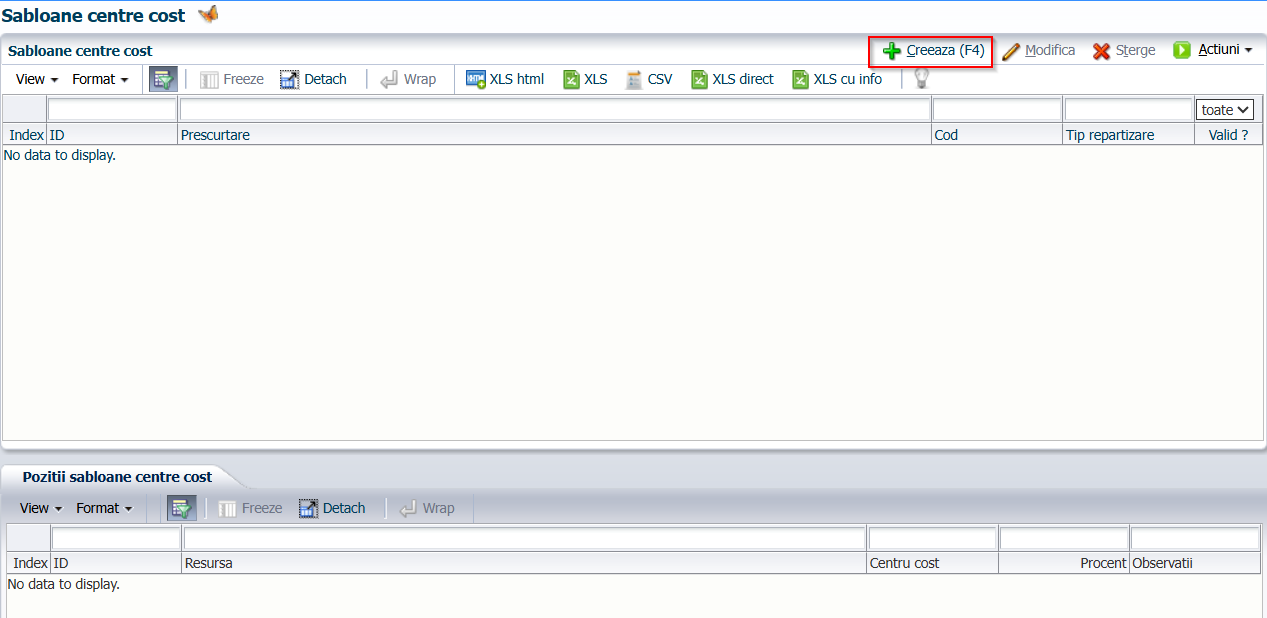 Sabloane centre cost
Sabloane centre cost Creeaza (F4) Modifica Sterge Actiuni
View Format Freeze Detach Wrap XLS html XLS CSV XLS direct XLS cu info
toate
Index ID Prescurtare Cod Tip repartizare Valid ?
No data to display.
Pozitii sabloane centre cost
View Format Freeze Detach Wrap
Index ID Resursa Centru cost Procent Observatii
No data to display.